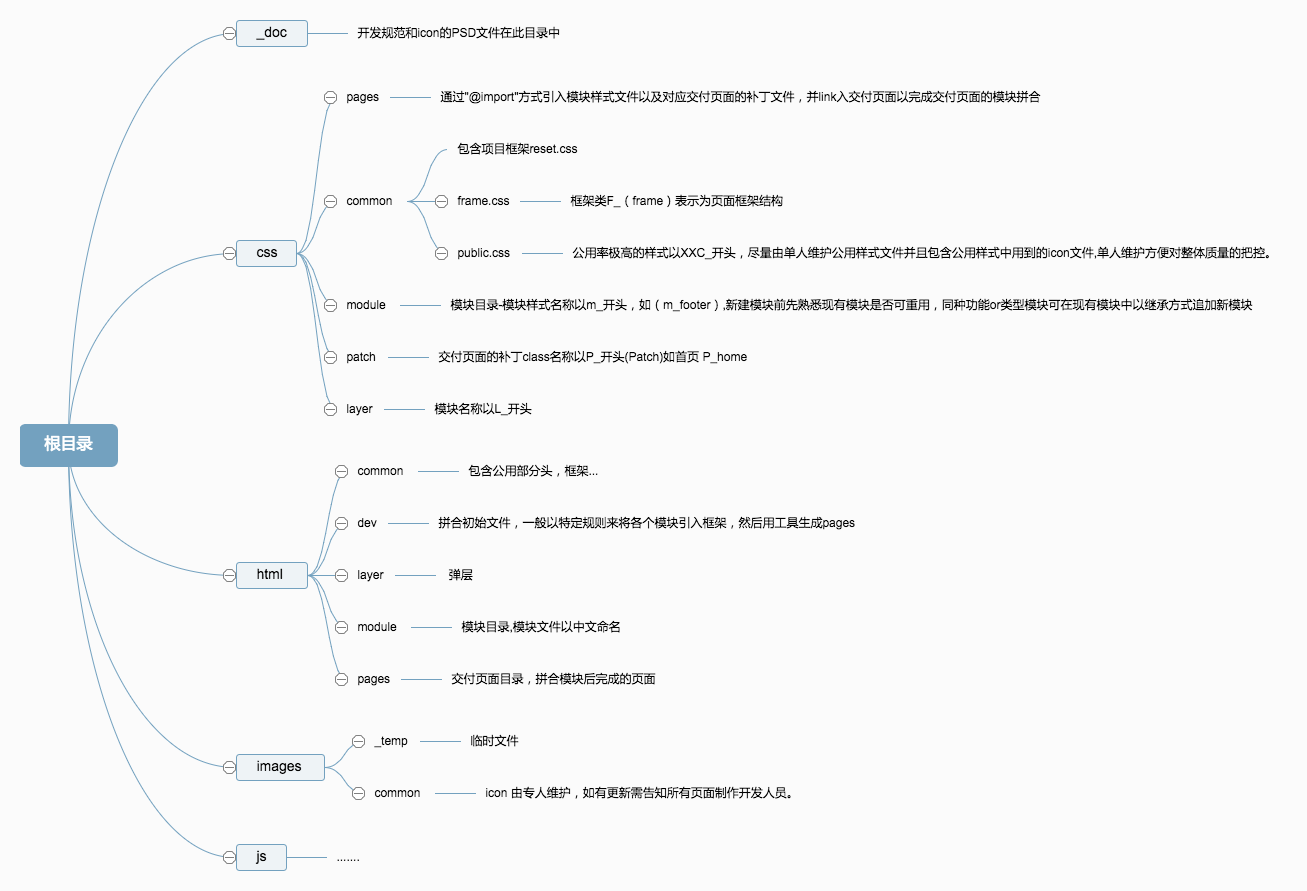 _doc
开发规范和icon的PSD文件在此目录中
pages
通过"@import"方式引入模块样式文件以及对应交付页面的补丁文件，并link入交付页面以完成交付页面的模块拼合
包含项目框架reset.css
common
frame.css
框架类F_（frame）表示为页面框架结构
css
public.css
公用率极高的样式以XXC_开头，尽量由单人维护公用样式文件并且包含公用样式中用到的icon文件,单人维护方便对整体质量的把控。
module
模块目录-模块样式名称以m_开头，如（m_footer）,新建模块前先熟悉现有模块是否可重用，同种功能or类型模块可在现有模块中以继承方式追加新模块
patch
交付页面的补丁class名称以P_开头(Patch)如首页 P_home
layer
模块名称以L_开头
根目录
common
包含公用部分头，框架...
dev
拼合初始文件，一般以特定规则来将各个模块引入框架，然后用工具生成pages
html
layer
弹层
module
模块目录,模块文件以中文命名
pages
交付页面目录，拼合模块后完成的页面
_temp
临时文件
images
common
icon 由专人维护，如有更新需告知所有页面制作开发人员。
js
.......